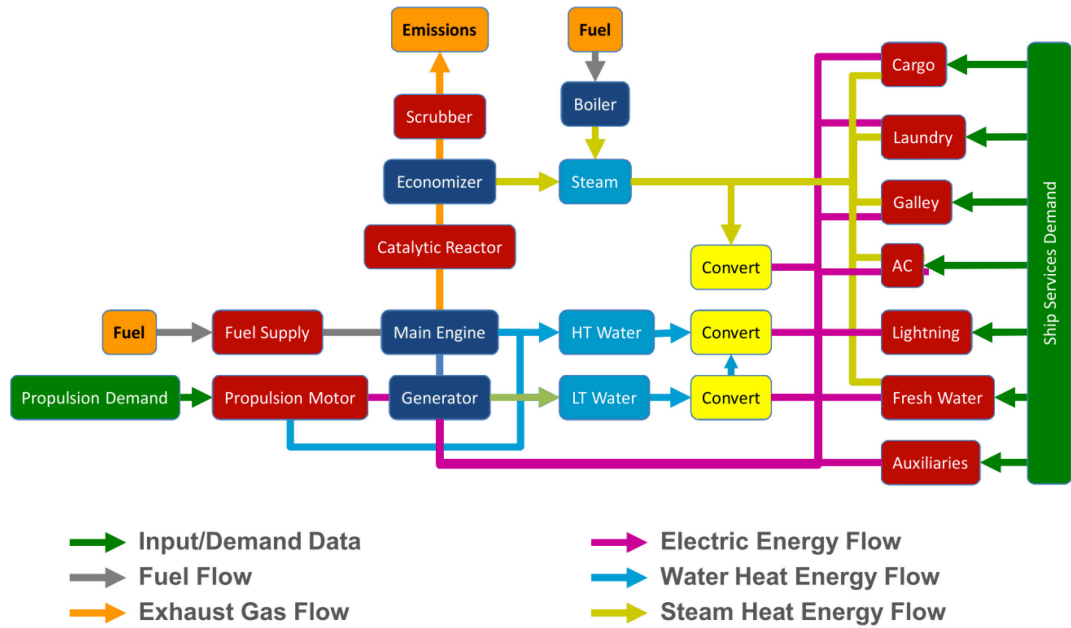 Emissions
Fuel
Cargo
Boiler
Scrubber
Laundry
Economizer
Steam
Galley
Catalytic Reactor
Convert
AC
Ship Services Demand
Fuel
Fuel Supply
Main Engine
HT Water
Convert
Lightning
Propulsion Demand
Propulsion Motor
Generator
LT Water
Convert
Fresh Water
Auxiliaries
Input/Demand Data
Electric Energy Flow
Fuel Flow
Water Heat Energy Flow
Exhaust Gas Flow
Steam Heat Energy Flow